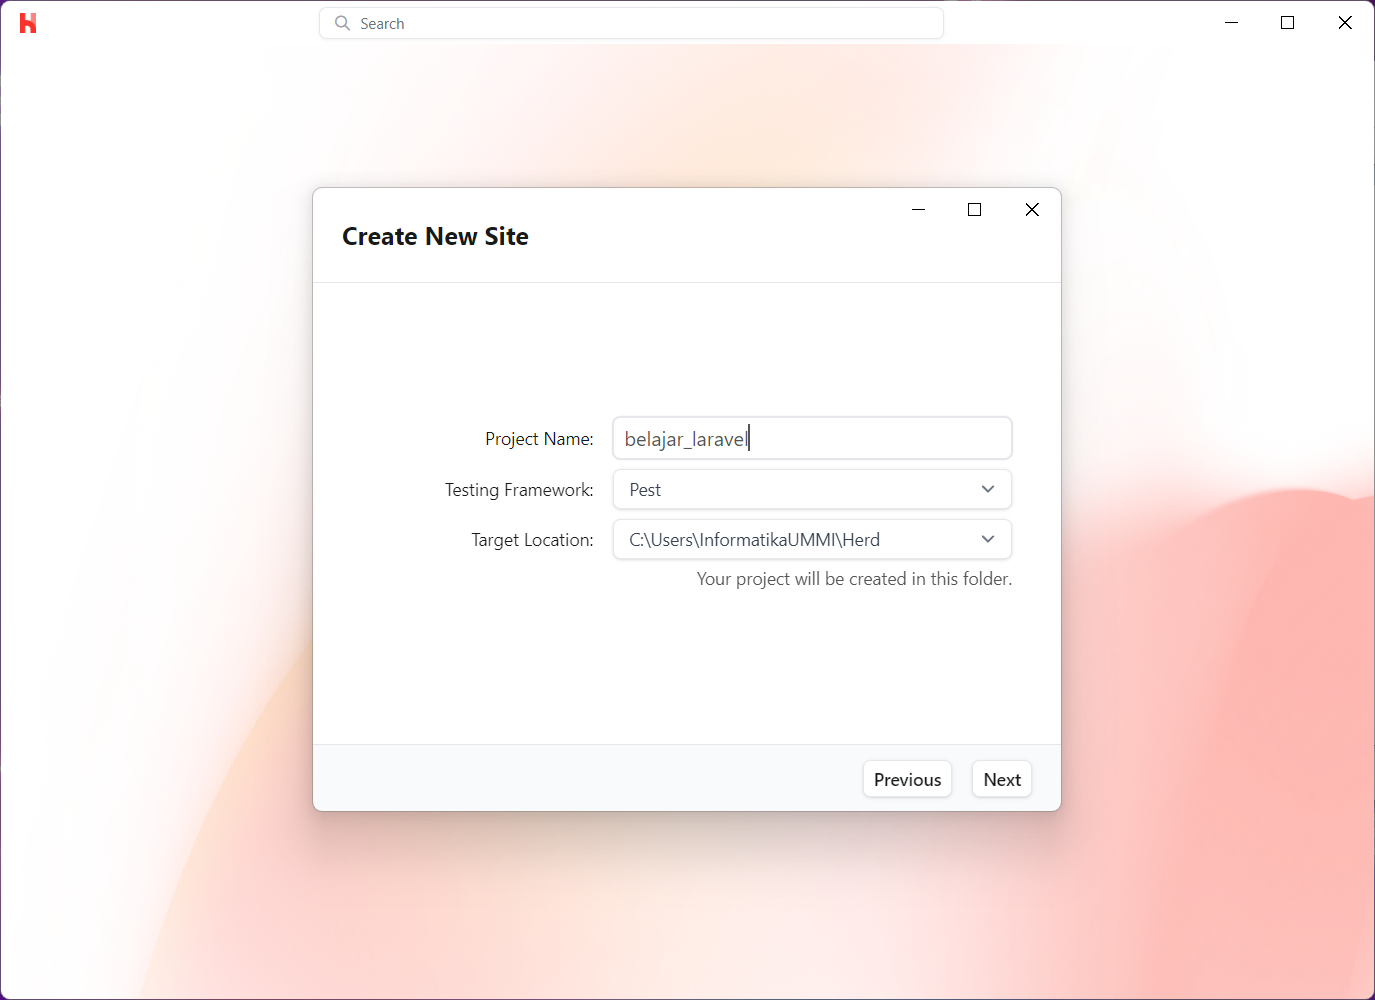 Search
Create New Site
Project Name: belajar_laravel
Testing Framework: Pest
Target Location: C:\Users\InformatikaUMMI\Herd
Your project will be created in this folder.
Previous Next